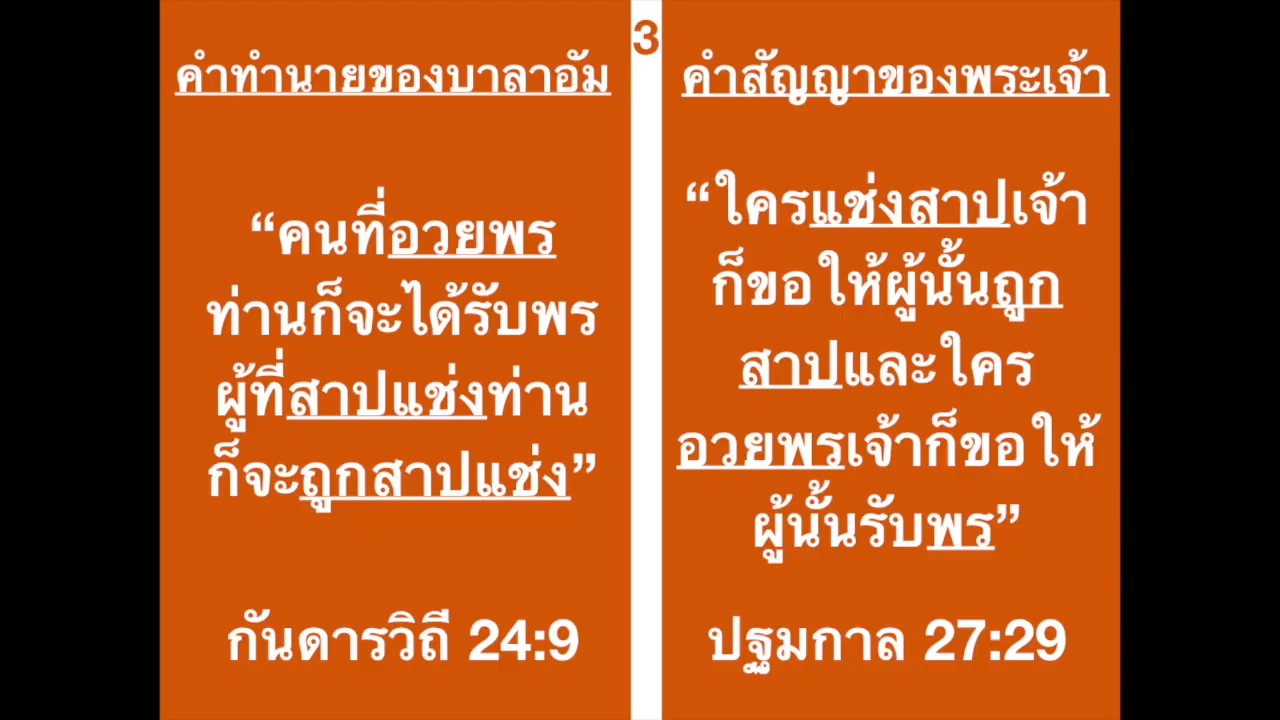 3
คำทำนายของบาลาอัม
“คนที่อวยพร
ท่านก็จะได้รับพร
ผู้ที่สาปแช่งท่าน
ก็จะถูกสาปแช่ง”
กันดารวิถี 24:9
คำสัญญาของพระเจ้า
“ใครแช่งสาปเจ้า
ก็ขอให้ผู้นั้นถูก
สาปและใคร
อวยพรเจ้าก็ขอให้
ผู้นั้นรับพร”
ปฐมกาล 27:29